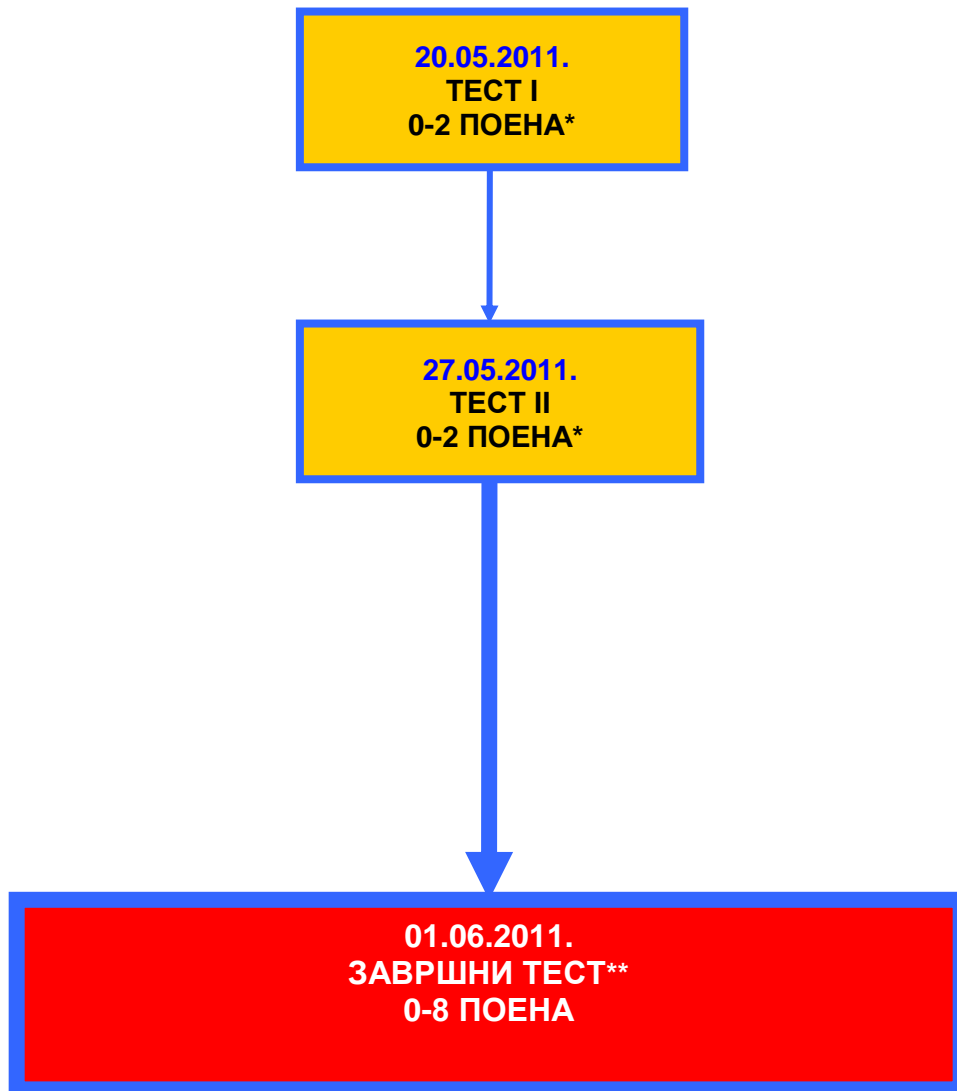 20.05.2011.
ТЕСТ I
0-2 ПОЕНА*
27.05.2011.
ТЕСТ II
0-2 ПОЕНА*
01.06.2011.
ЗАВРШНИ ТЕСТ**
0-8 ПОЕНА